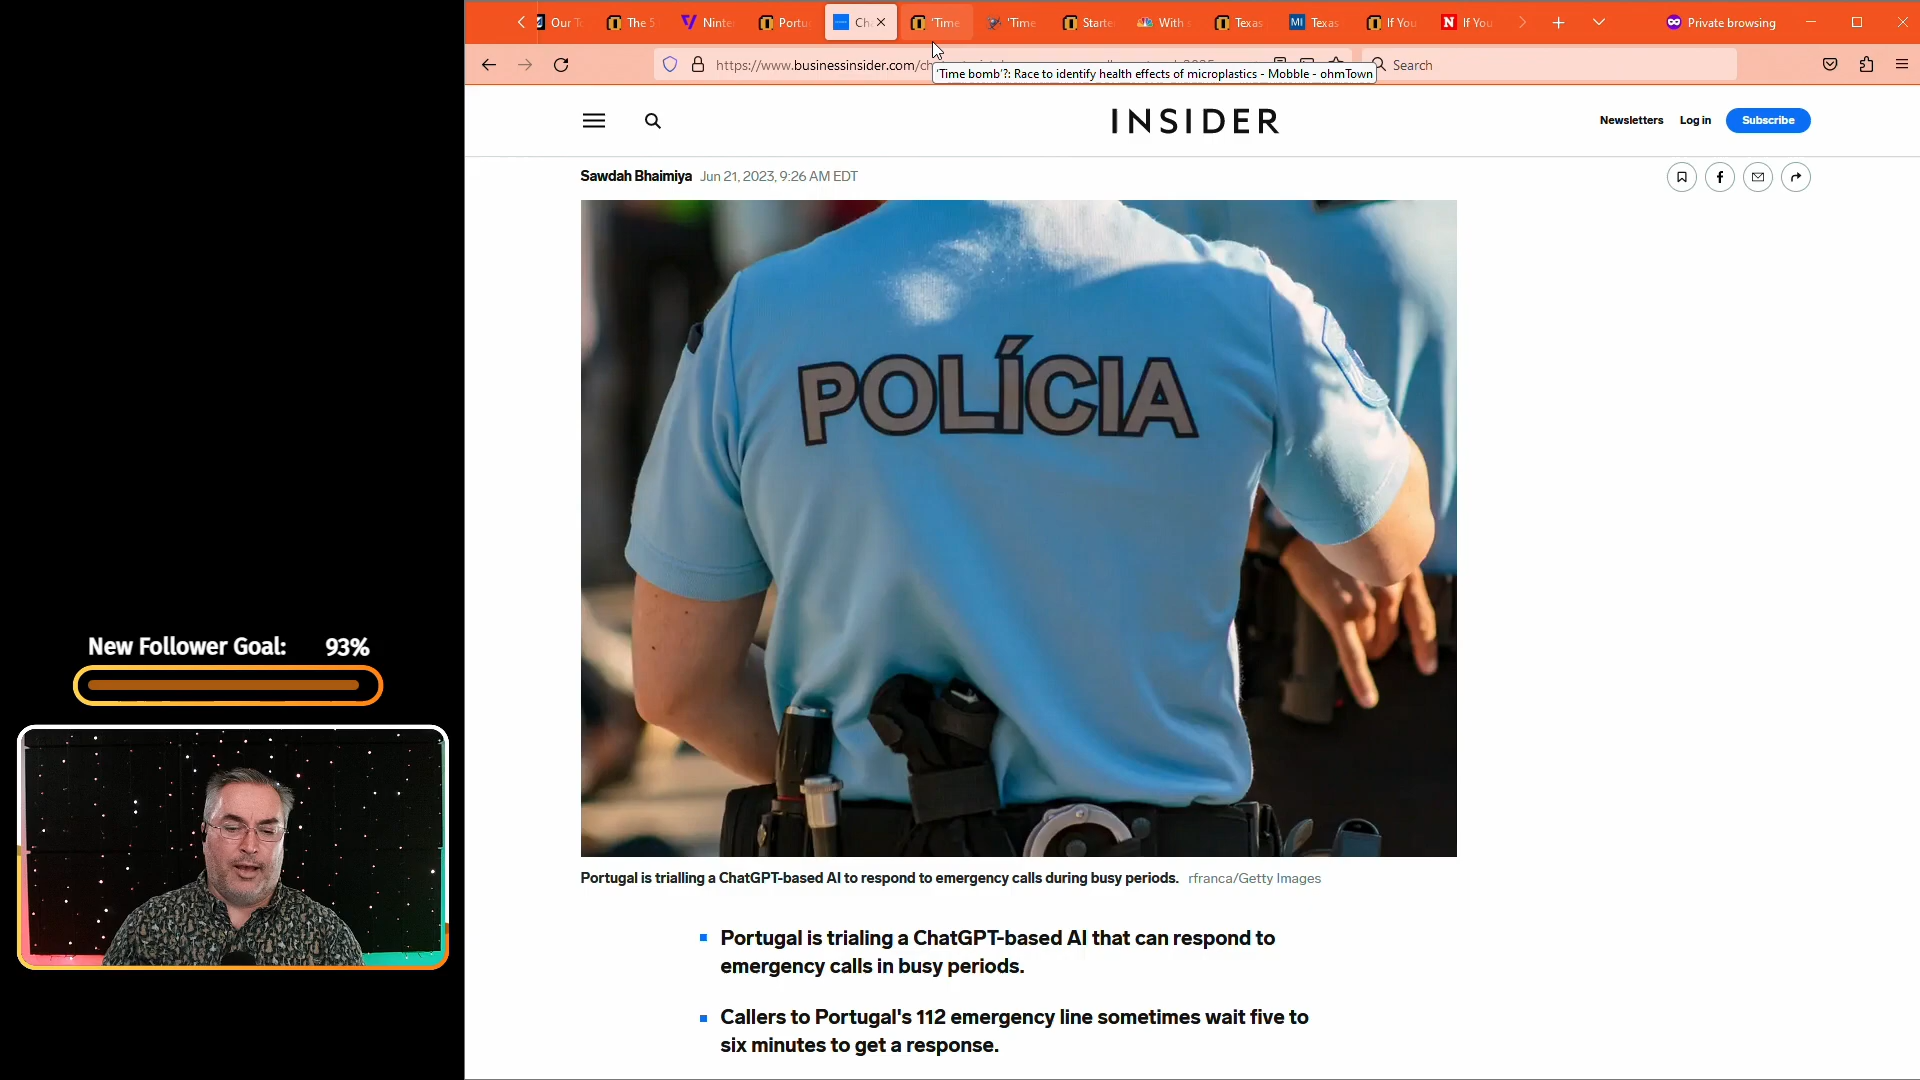 Our T
The S
Ninte
Portu
Ch
'Time
'Time
Starte
With
Texas
MI
Texas
If You
N
If You
Private browsing
https://www.businessinsider.com/ch
Search
'Time bomb'?: Race to identify health effects of microplastics - Mobble - ohmTown
INSIDER
Newsletters
Log in
Subscribe
Sawdah Bhaimiya Jun 21, 2023, 9:26 AM EDT
POLÍCIA
Portugal is trialling a ChatGPT-based AI to respond to emergency calls during busy periods. rfranca/Getty Images
Portugal is trialing a ChatGPT-based AI that can respond to
emergency calls in busy periods.
Callers to Portugal's 112 emergency line sometimes wait five to
six minutes to get a response.
New Follower Goal: 93%